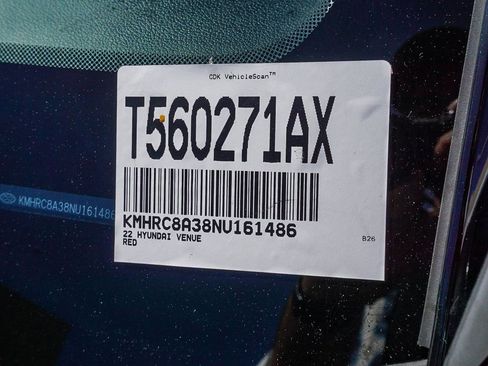 CDK VehicleScan™
T560271AX
KMHRC8A38NU161486
KMHRC8A38NU161486
22 HYUNDAI VENUE
RED
B26